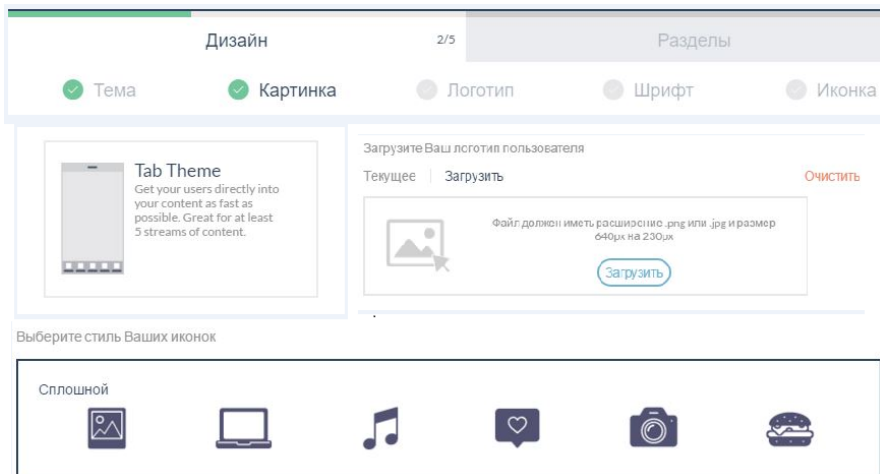 Дизайн 2/5 Разделы
Тема Картинка Логотип Шрифт Иконка
Tab Theme
Get your users directly into
your content as fast as
possible. Great for at least
5 streams of content.
Загрузите Ваш логотип пользователя
Текущее Загрузить Очистить
Файл должен иметь расширение .png или .jpg и размер
640px на 230px
Загрузить
Выберите стиль Ваших иконок
Сплошной